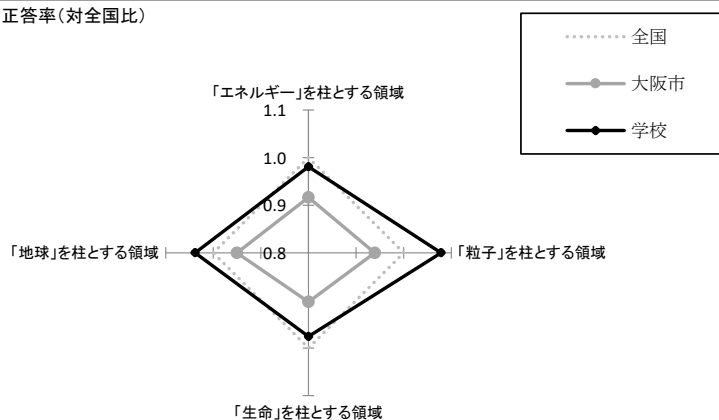 正答率(対全国比)
全国
大阪市
学校
「エネルギー」を柱とする領域
1.1
1.0
0.9
0.8
「地球」を柱とする領域
「粒子」を柱とする領域
「生命」を柱とする領域